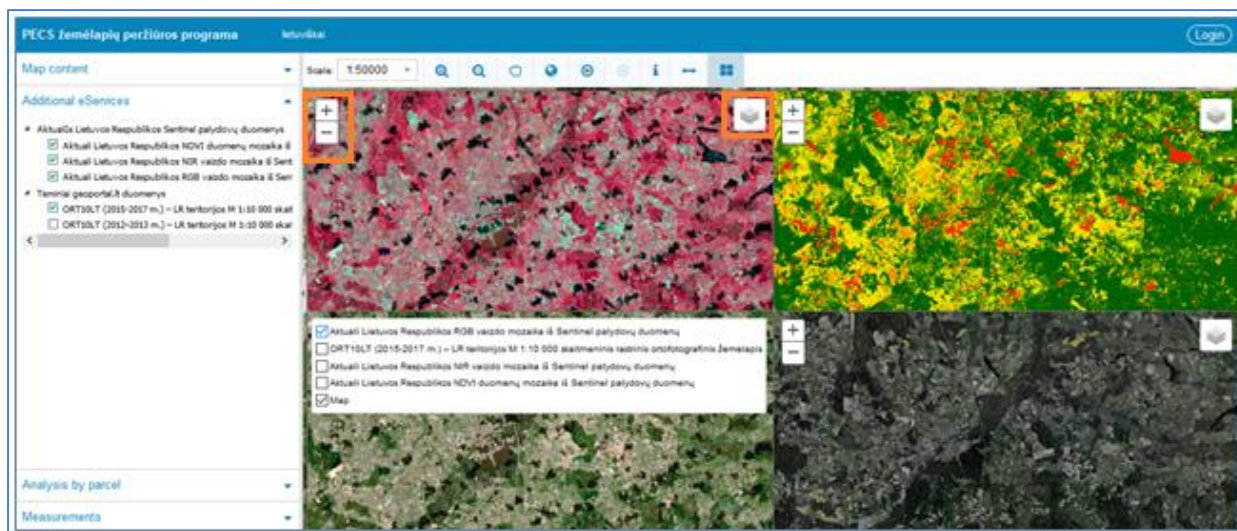 PECS žemėlapių peržiūros programa
lietuviškai
Login
Map content
Scale: 1:50000
Additional eServices
Aktualūs Lietuvos Respublikos Sentinel palydovų duomenys
Aktuali Lietuvos Respublikos NDVI duomenų mozaika iš
Aktuali Lietuvos Respublikos NIR vaizdo mozaika iš Sent
Aktuali Lietuvos Respublikos RGB vaizdo mozaika iš Sen
Teminiai geoportal.lt duomenys
ORT10LT (2015-2017 m.) – LR teritorijos M 1:10 000 skait
ORT10LT (2012-2013 m.) – LR teritorijos M 1:10 000 skai
Aktuali Lietuvos Respublikos RGB vaizdo mozaika iš Sentinel palydovų duomenų
ORT10LT (2015-2017 m.) – LR teritorijos M 1:10 000 skaitmeninis rastrinis ortofotografinis žemėlapis
Aktuali Lietuvos Respublikos NIR vaizdo mozaika iš Sentinel palydovų duomenų
Aktuali Lietuvos Respublikos NDVI duomenų mozaika iš Sentinel palydovų duomenų
Map
Analysis by parcel
Measurements